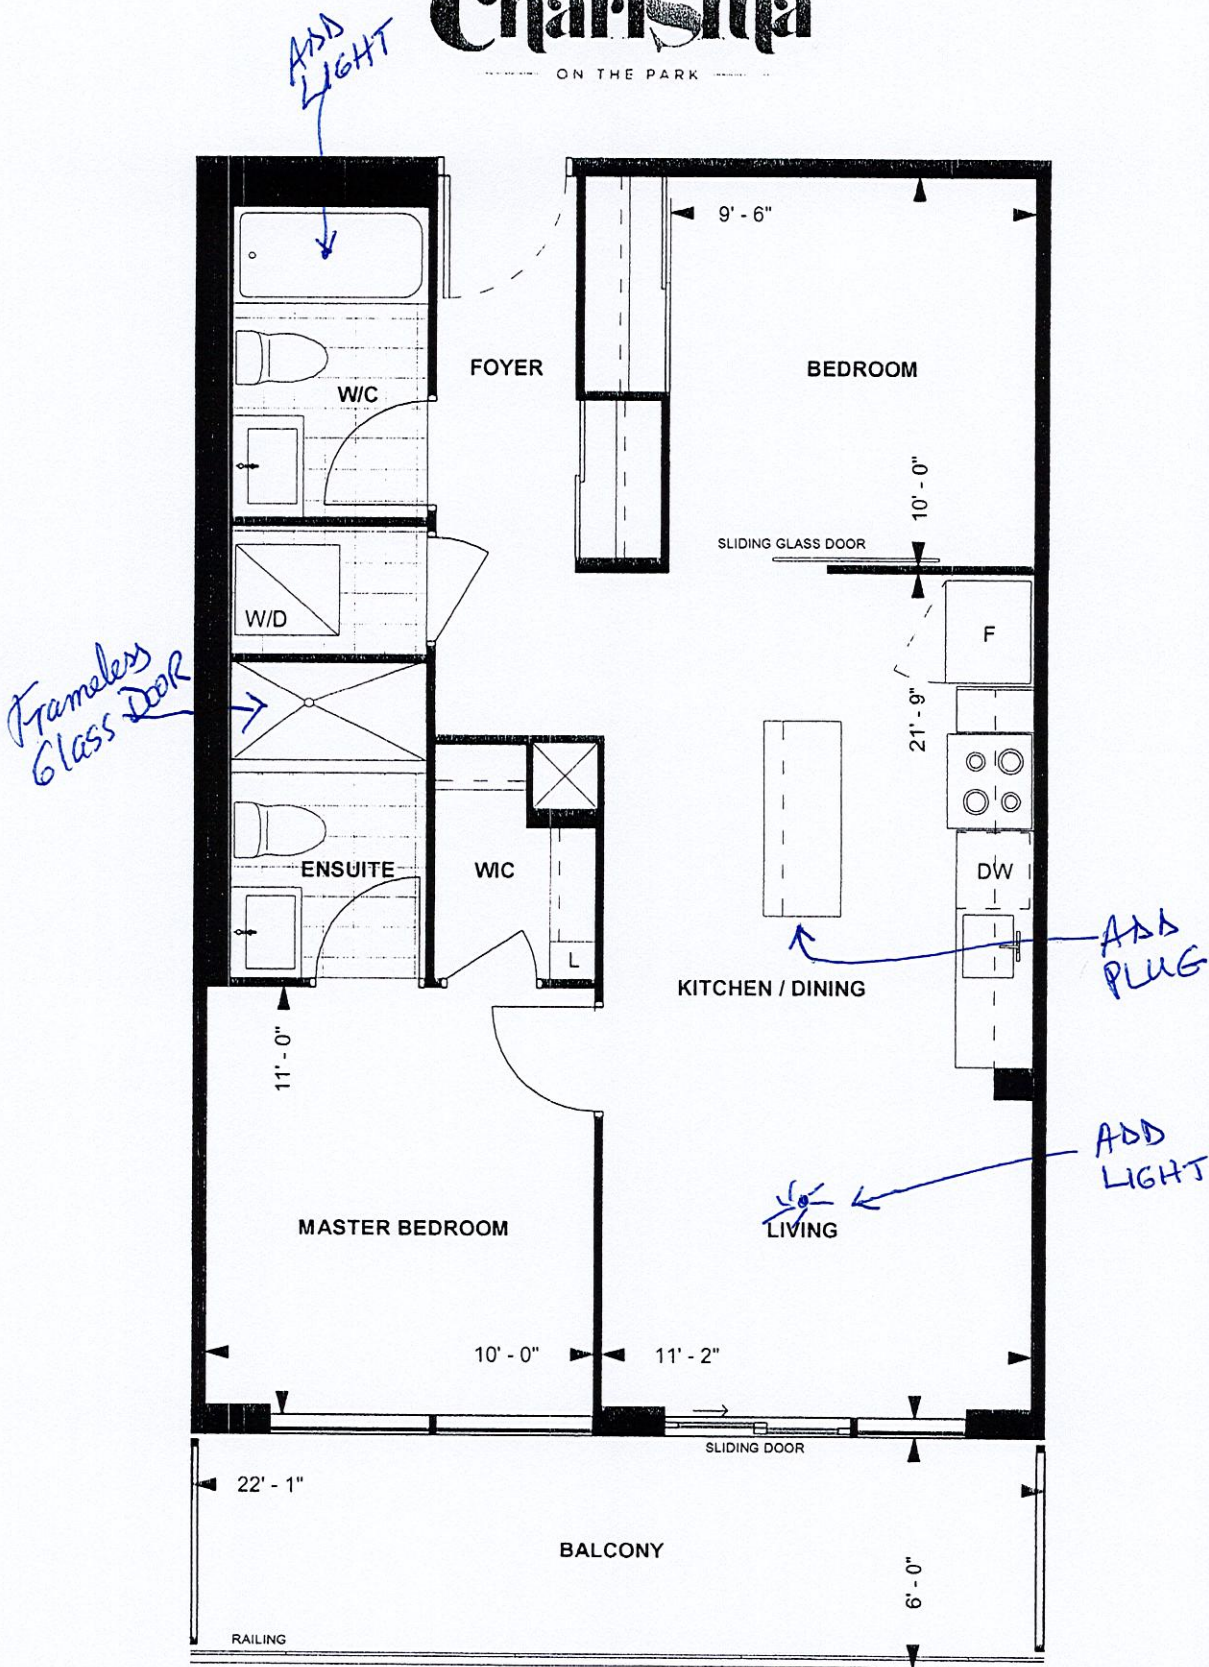 Charisma
ON THE PARK
ADD
LIGHT
9' - 6"
FOYER
BEDROOM
W/C
10' - 0"
SLIDING GLASS DOOR
W/D
F
Frameless
Glass DOOR
21' - 9"
ENSUITE
WIC
DW
L
ADD
PLUG
KITCHEN / DINING
11' - 0"
ADD
LIGHT
MASTER BEDROOM
LIVING
10' - 0"
11' - 2"
SLIDING DOOR
22' - 1"
BALCONY
6' - 0"
RAILING